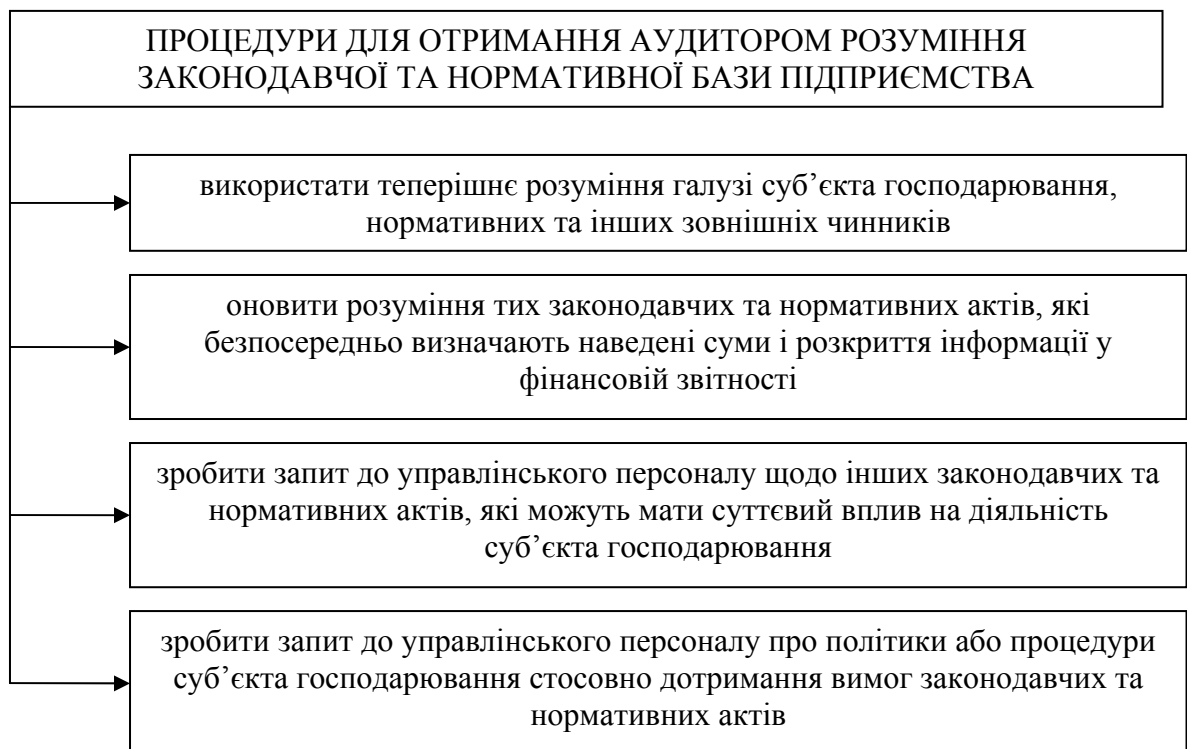 ПРОЦЕДУРИ ДЛЯ ОТРИМАННЯ АУДИТОРОМ РОЗУМІННЯ
ЗАКОНОДАВЧОЇ ТА НОРМАТИВНОЇ БАЗИ ПІДПРИЄМСТВА
використати теперішнє розуміння галузі суб’єкта господарювання,
нормативних та інших зовнішніх чинників
оновити розуміння тих законодавчих та нормативних актів, які
безпосередньо визначають наведені суми і розкриття інформації у
фінансовій звітності
зробити запит до управлінського персоналу щодо інших законодавчих та
нормативних актів, які можуть мати суттєвий вплив на діяльність
суб’єкта господарювання
зробити запит до управлінського персоналу про політики або процедури
суб’єкта господарювання стосовно дотримання вимог законодавчих та
нормативних актів